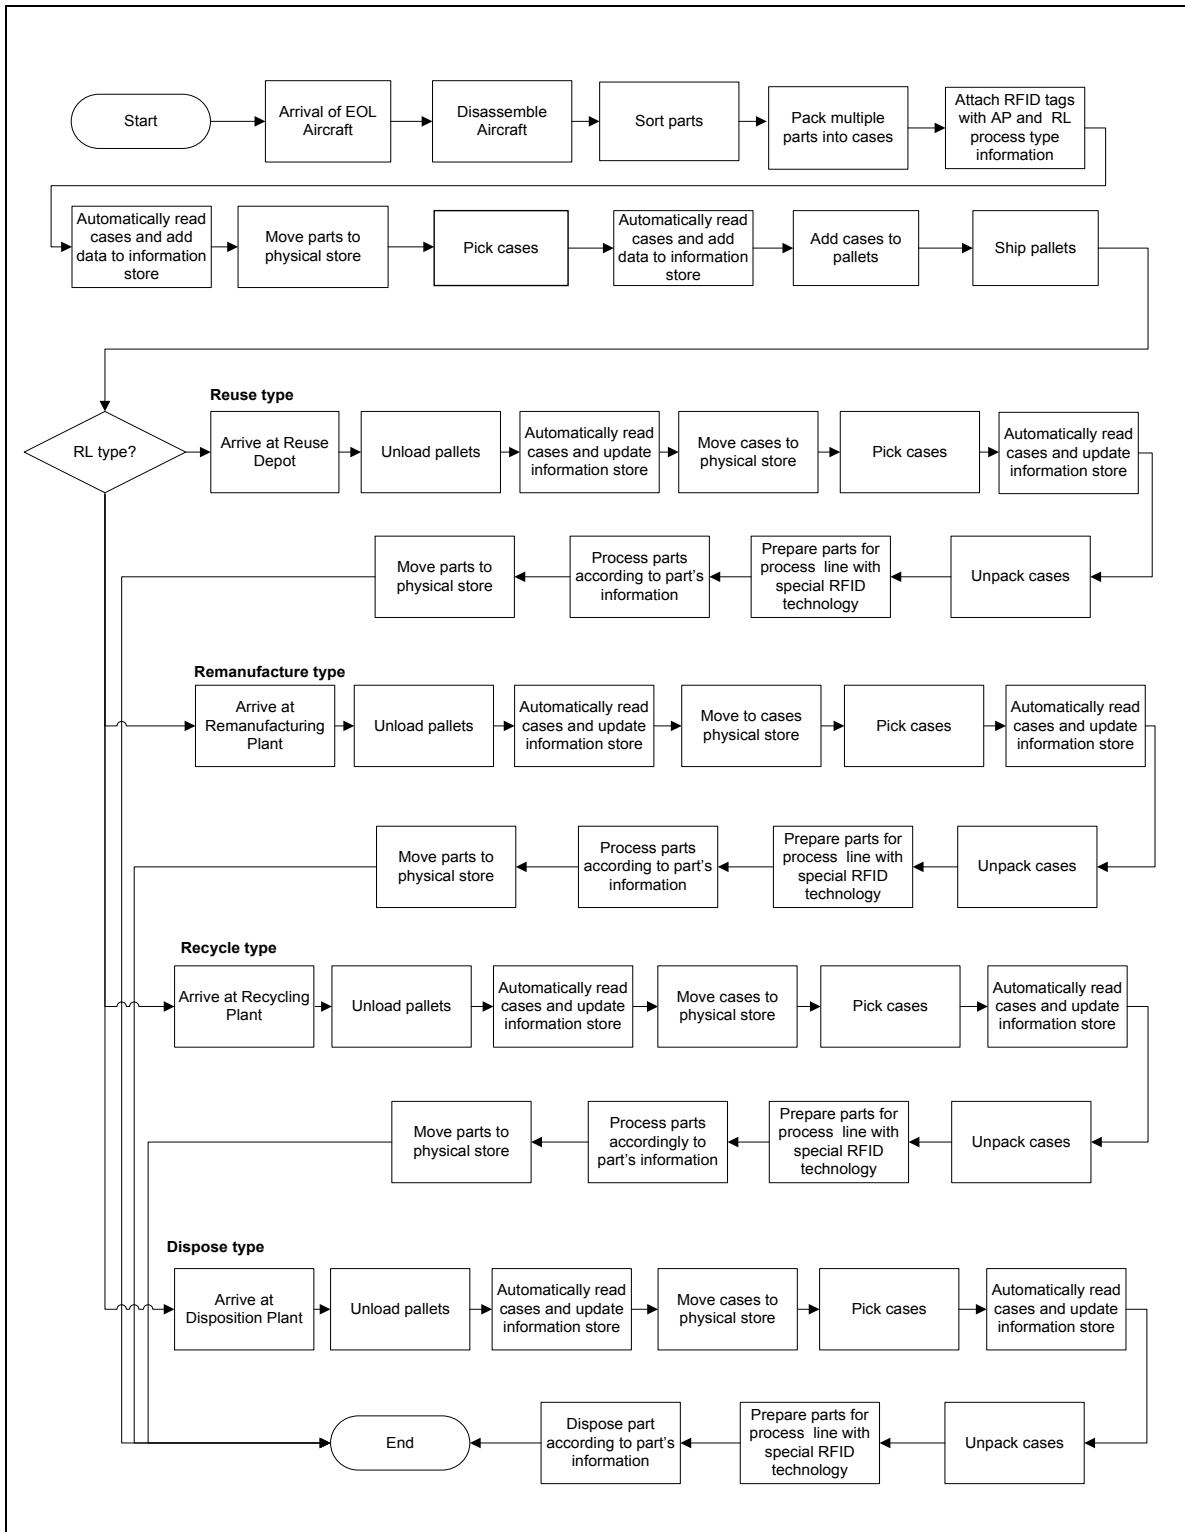 Start
Arrival of EOL
Aircraft
Disassemble
Aircraft
Sort parts
Pack multiple
parts into cases
Attach RFID tags
with AP and RL
process type
information
Automatically read
cases and add
data to information
store
Move parts to
physical store
Pick cases
Automatically read
cases and add
data to information
store
Add cases to
pallets
Ship pallets
RL type?
Reuse type
Arrive at Reuse
Depot
Unload pallets
Automatically read
cases and update
information store
Move cases to
physical store
Pick cases
Automatically read
cases and update
information store
Unpack cases
Prepare parts for
process line with
special RFID
technology
Process parts
according to part's
information
Move parts to
physical store
Remanufacture type
Arrive at
Remanufacturing
Plant
Unload pallets
Automatically read
cases and update
information store
Move to cases
physical store
Pick cases
Automatically read
cases and update
information store
Unpack cases
Prepare parts for
process line with
special RFID
technology
Process parts
according to part's
information
Move parts to
physical store
Recycle type
Arrive at Recycling
Plant
Unload pallets
Automatically read
cases and update
information store
Move cases to
physical store
Pick cases
Automatically read
cases and update
information store
Unpack cases
Prepare parts for
process line with
special RFID
technology
Process parts
accordingly to
part's information
Move parts to
physical store
Dispose type
Arrive at
Disposition Plant
Unload pallets
Automatically read
cases and update
information store
Move cases to
physical store
Pick cases
Automatically read
cases and update
information store
Unpack cases
Prepare parts for
process line with
special RFID
technology
Dispose part
according to part's
information
End